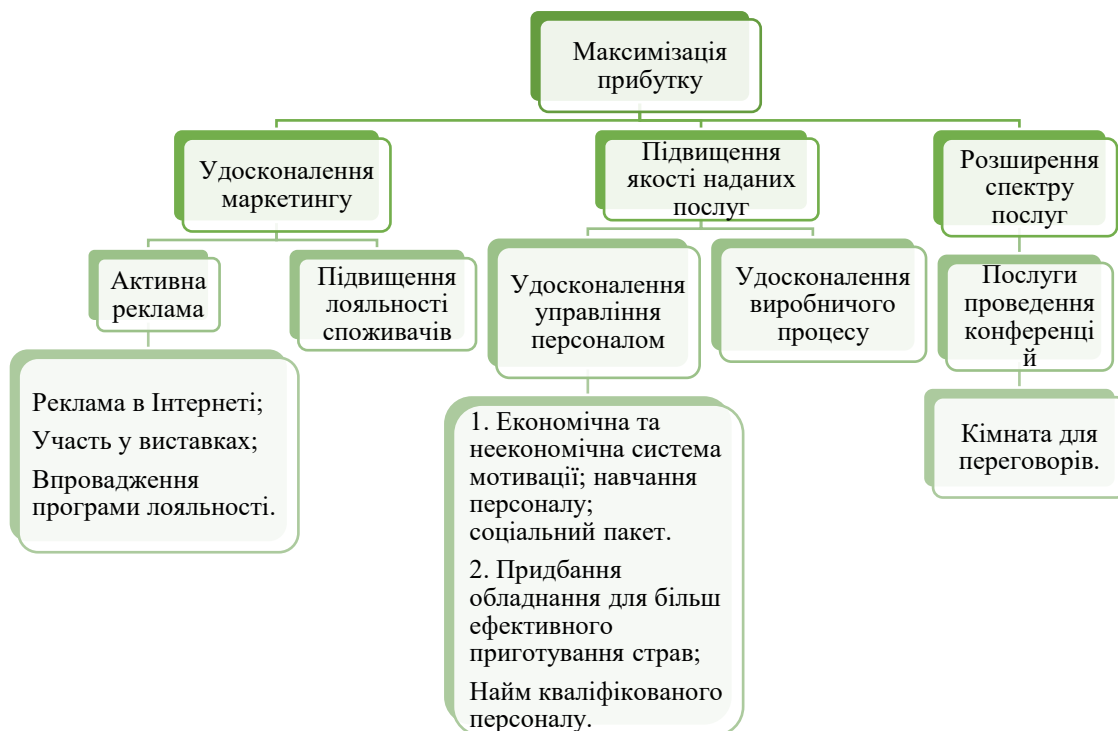 Максимізація
прибутку
Удосконалення
маркетингу
Підвищення
якості наданих
послуг
Розширення
спектру
послуг
Активна
реклама
Підвищення
лояльності
споживачів
Удосконалення
управління
персоналом
Удосконалення
виробничого
процесу
Послуги
проведення
конференці
й
Реклама в Інтернеті;
Участь у виставках;
Впровадження
програми лояльності.
1. Економічна та
неекономічна система
мотивації; навчання
персоналу;
соціальний пакет.
2. Придбання
обладнання для більш
ефективного
приготування страв;
Найм кваліфікованого
персоналу.
Кімната для
переговорів.